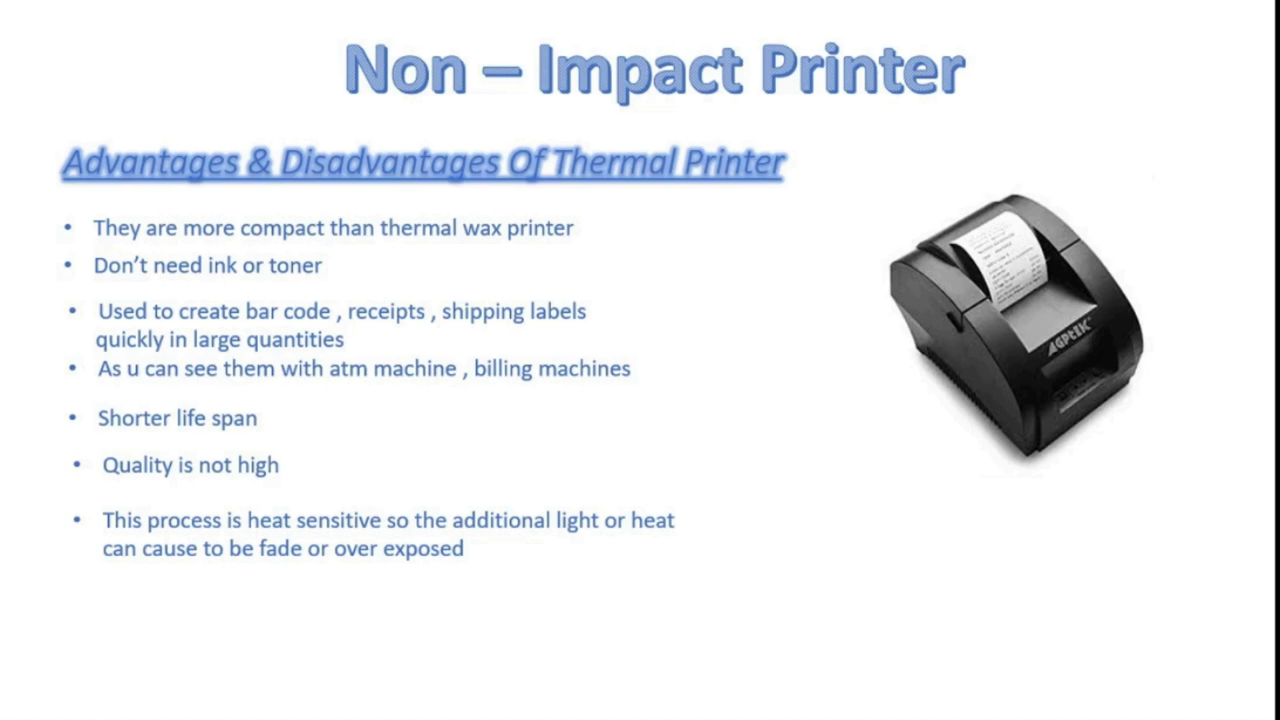 Non – Impact Printer
Advantages & Disadvantages Of Thermal Printer
• They are more compact than thermal wax printer
• Don’t need ink or toner
• Used to create bar code , receipts , shipping labels
quickly in large quantities
• As u can see them with atm machine , billing machines
• Shorter life span
• Quality is not high
• This process is heat sensitive so the additional light or heat
can cause to be fade or over exposed
AGPtEK